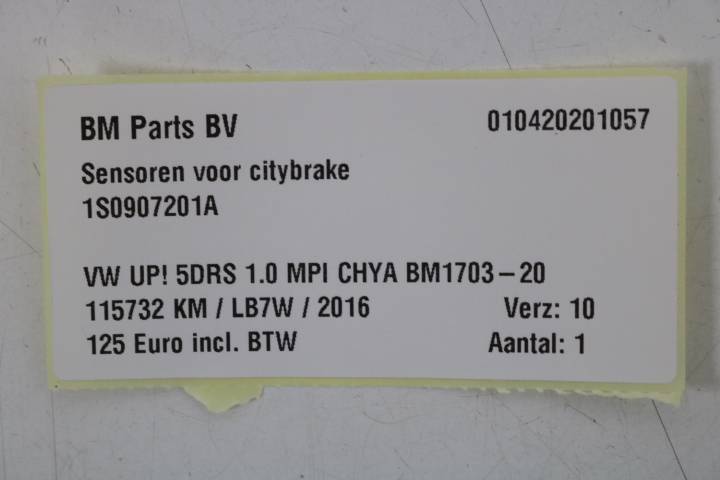 BM Parts BV 010420201057
Sensoren voor citybrake
1S0907201A
VW UP! 5DRS 1.0 MPI CHYA BM1703-20
115732 KM / LB7W / 2016 Verz: 10
125 Euro incl. BTW Aantal: 1